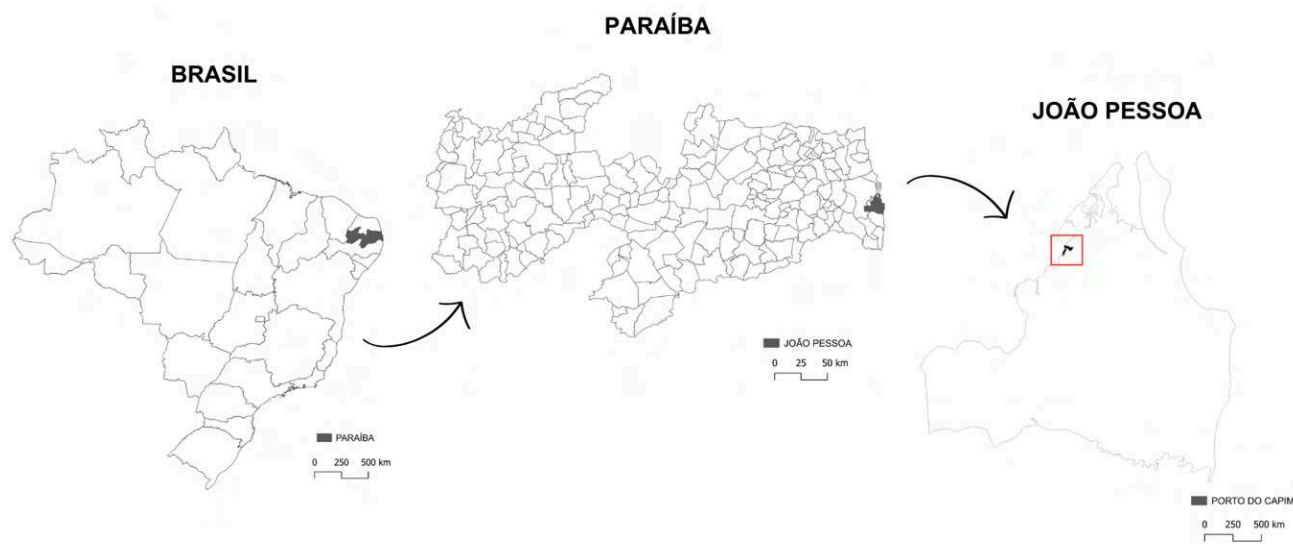 BRASIL
PARAÍBA
0 250 500 km
PARAÍBA
JOÃO PESSOA
0 25 50 km
JOÃO PESSOA
PORTO DO CAPIM
0 250 500 km